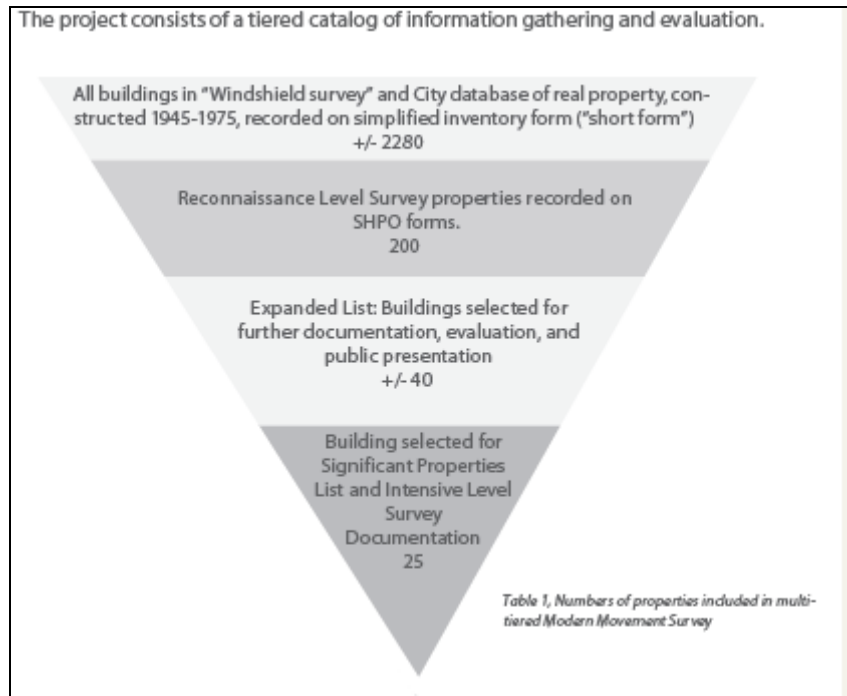 The project consists of a tiered catalog of information gathering and evaluation.
All buildings in "Windshield survey" and City database of real property, con-
structed 1945-1975, recorded on simplified inventory form ("short form")
+/- 2280
Reconnaissance Level Survey properties recorded on
SHPO forms.
200
Expanded List: Buildings selected for
further documentation, evaluation, and
public presentation
+/- 40
Building selected for
Significant Properties
List and Intensive Level
Survey
Documentation
25
Table 1, Numbers of properties included in multi-
tiered Modern Movement Survey